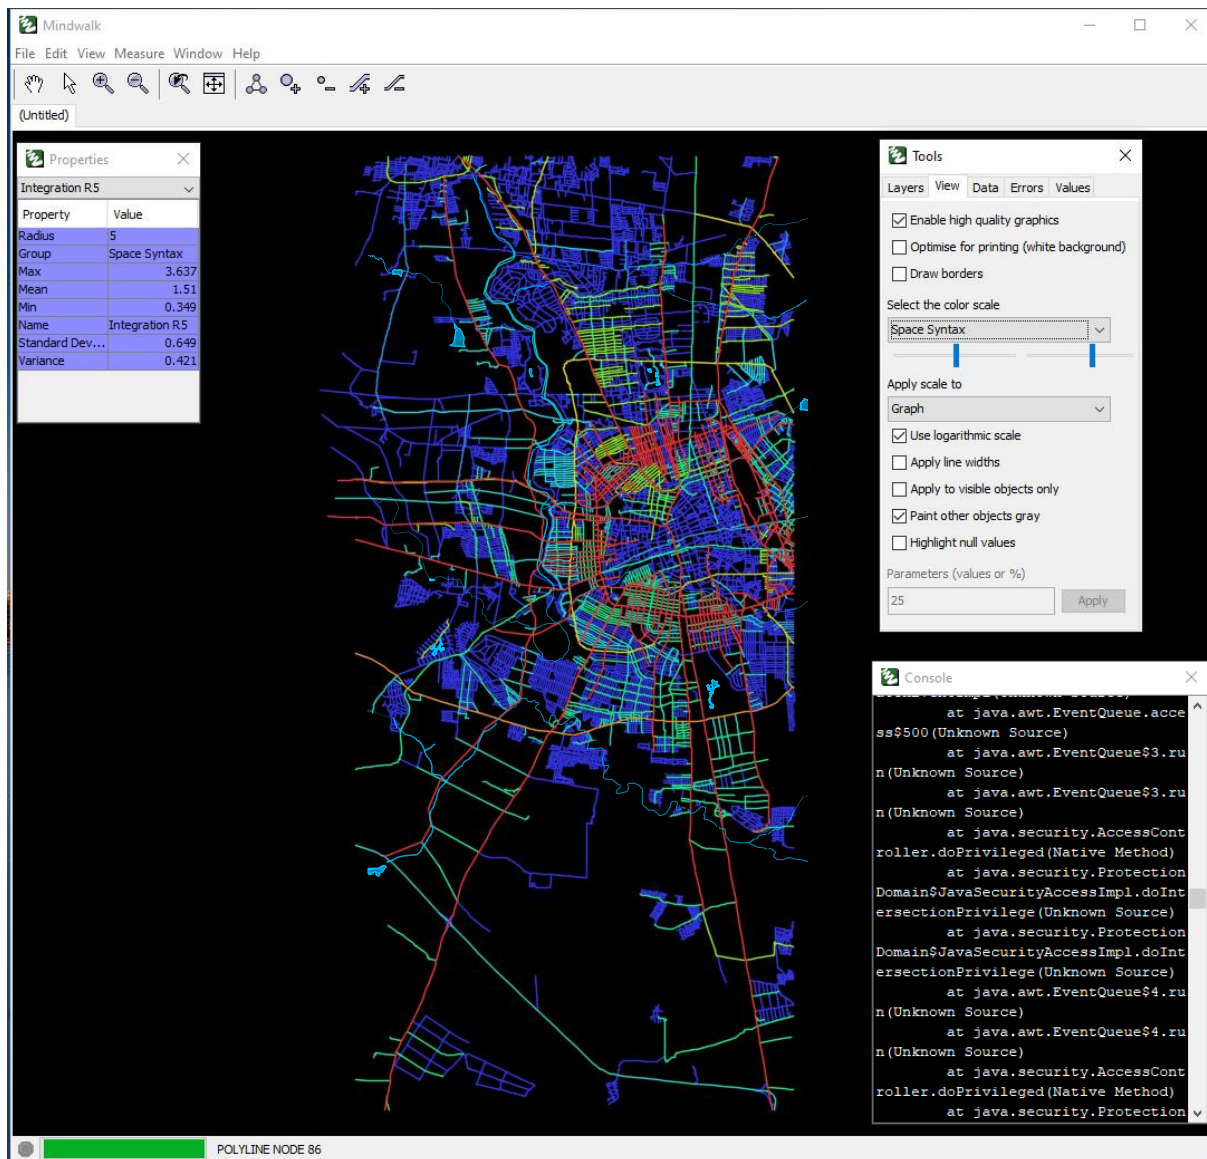 Mindwalk
File Edit View Measure Window Help
(Untitled)
Properties
Integration R5
Property Value
Radius 5
Group Space Syntax
Max 3.637
Mean 1.51
Min 0.349
Name Integration R5
Standard Dev... 0.649
Variance 0.421
Tools
Layers View Data Errors Values
Enable high quality graphics
Optimise for printing (white background)
Draw borders
Select the color scale
Space Syntax
Apply scale to
Graph
Use logarithmic scale
Apply line widths
Apply to visible objects only
Paint other objects gray
Highlight null values
Parameters (values or %)
25 Apply
Console
at java.awt.EventQueue.acce
ss$500(Unknown Source)
at java.awt.EventQueue$3.ru
n(Unknown Source)
at java.awt.EventQueue$3.ru
n(Unknown Source)
at java.security.AccessCont
roller.doPrivileged(Native Method)
at java.security.Protection
Domain$JavaSecurityAccessImpl.doInt
ersectionPrivilege(Unknown Source)
at java.security.Protection
Domain$JavaSecurityAccessImpl.doInt
ersectionPrivilege(Unknown Source)
at java.awt.EventQueue$4.ru
n(Unknown Source)
at java.awt.EventQueue$4.ru
n(Unknown Source)
at java.security.AccessCont
roller.doPrivileged(Native Method)
at java.security.Protection
POLYLINE NODE 86